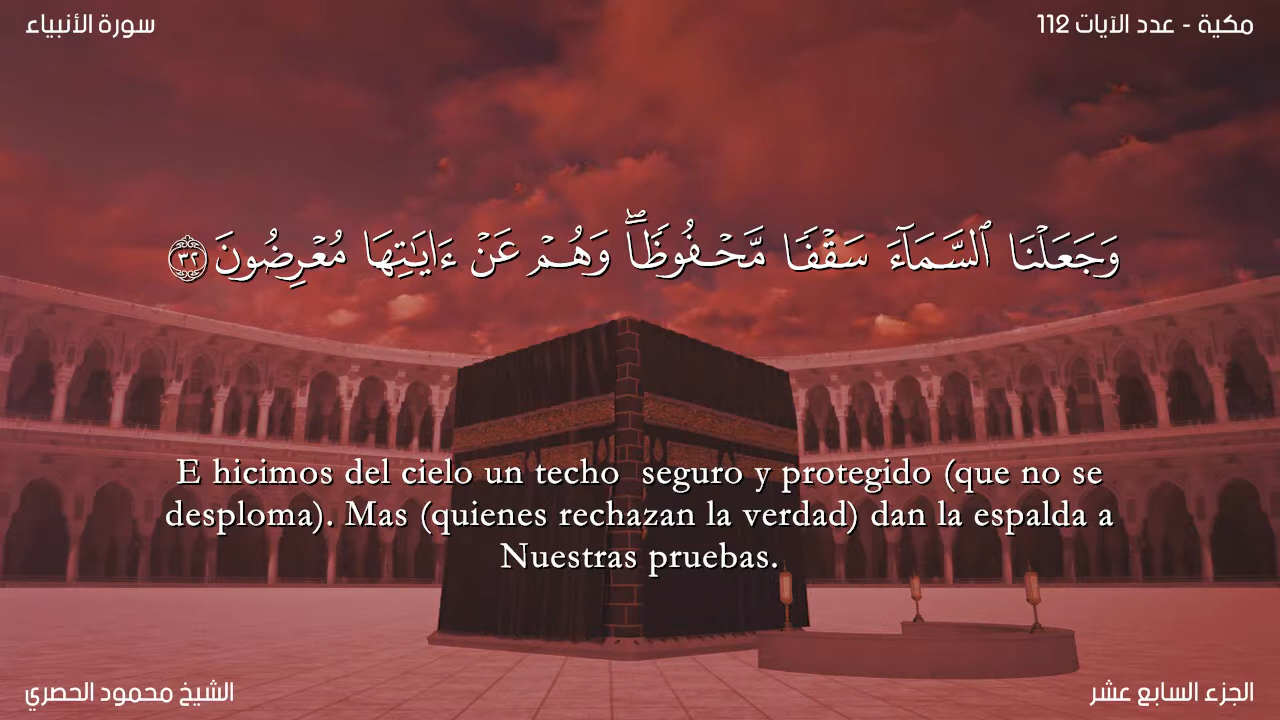 سورة الأنبياء
مكية - عدد الآيات 112
وَجَعَلْنَا ٱلسَّمَآءَ سَقْفًا مَّحْفُوظًا ۖ وَهُمْ عَنْ ءَايَـٰتِهَا مُعْرِضُونَ ٣٢
E hicimos del cielo un techo seguro y protegido (que no se
desploma). Mas (quienes rechazan la verdad) dan la espalda a
Nuestras pruebas.
الشيخ محمود الحصري
الجزء السابع عشر